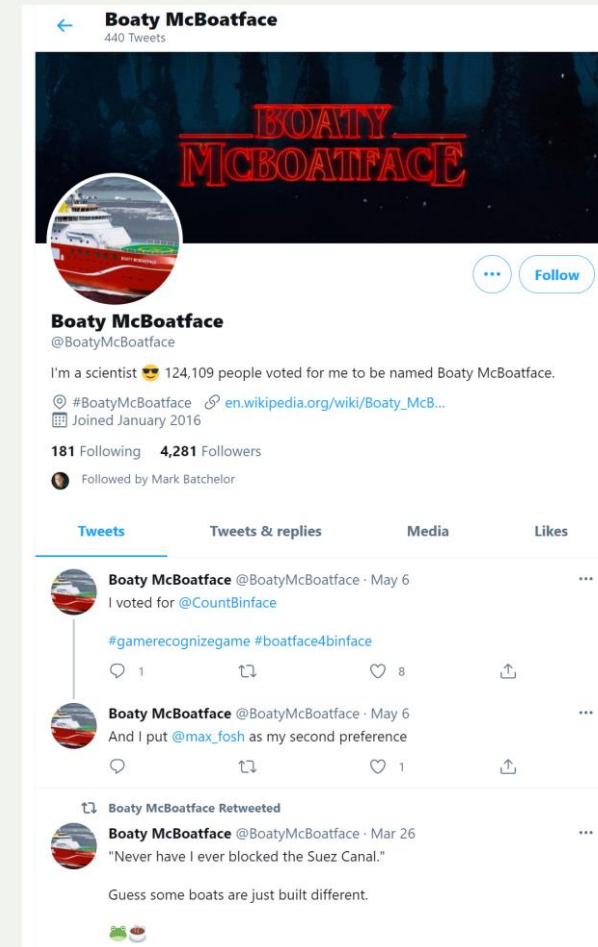 Boaty McBoatface
440 Tweets
BOATY
MCBOATFACE
Follow
Boaty McBoatface
@BoatyMcBoatface
I'm a scientist 😎 124,109 people voted for me to be named Boaty McBoatface.
#BoatyMcBoatface en.wikipedia.org/wiki/Boaty_McB...
Joined January 2016
181 Following 4,281 Followers
Followed by Mark Batchelor
Tweets Tweets & replies Media Likes
Boaty McBoatface @BoatyMcBoatface · May 6
I voted for @CountBinface
#gamerecognizegame #boatface4binface
1 8
Boaty McBoatface @BoatyMcBoatface · May 6
And I put @max_fosh as my second preference
1
Boaty McBoatface Retweeted
Boaty McBoatface @BoatyMcBoatface · Mar 26
"Never have I ever blocked the Suez Canal."
Guess some boats are just built different.
🐸☕